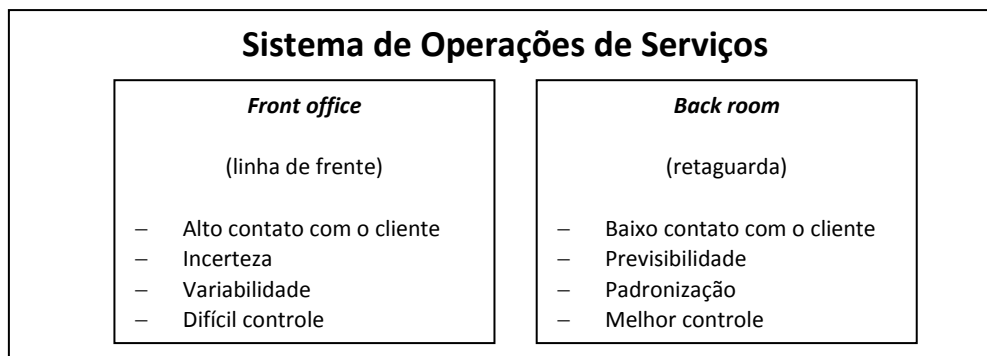 Sistema de Operações de Serviços
Front office
(linha de frente)
– Alto contato com o cliente
– Incerteza
– Variabilidade
– Difícil controle
Back room
(retaguarda)
– Baixo contato com o cliente
– Previsibilidade
– Padronização
– Melhor controle